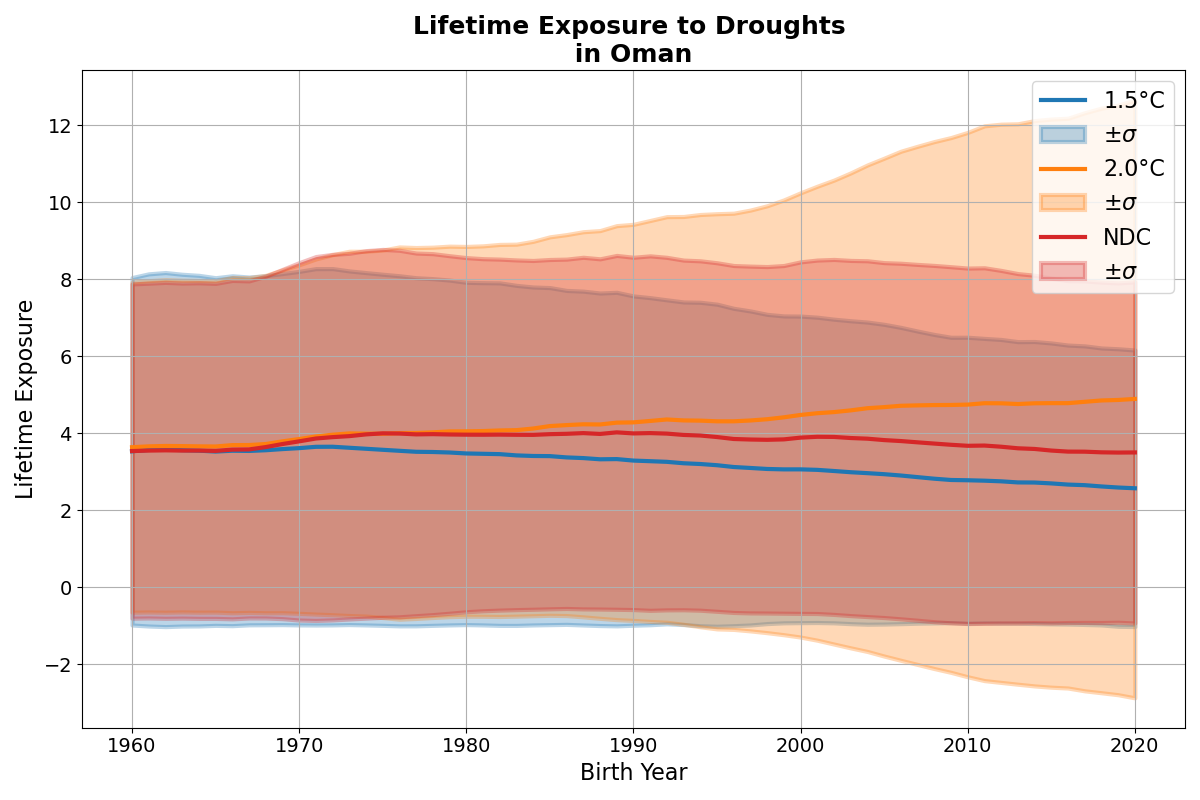 Lifetime Exposure to Droughts
in Oman
1.5°C
±σ
2.0°C
±σ
NDC
±σ
Lifetime Exposure
12
10
8
6
4
2
0
−2
1960
1970
1980
1990
2000
2010
2020
Birth Year